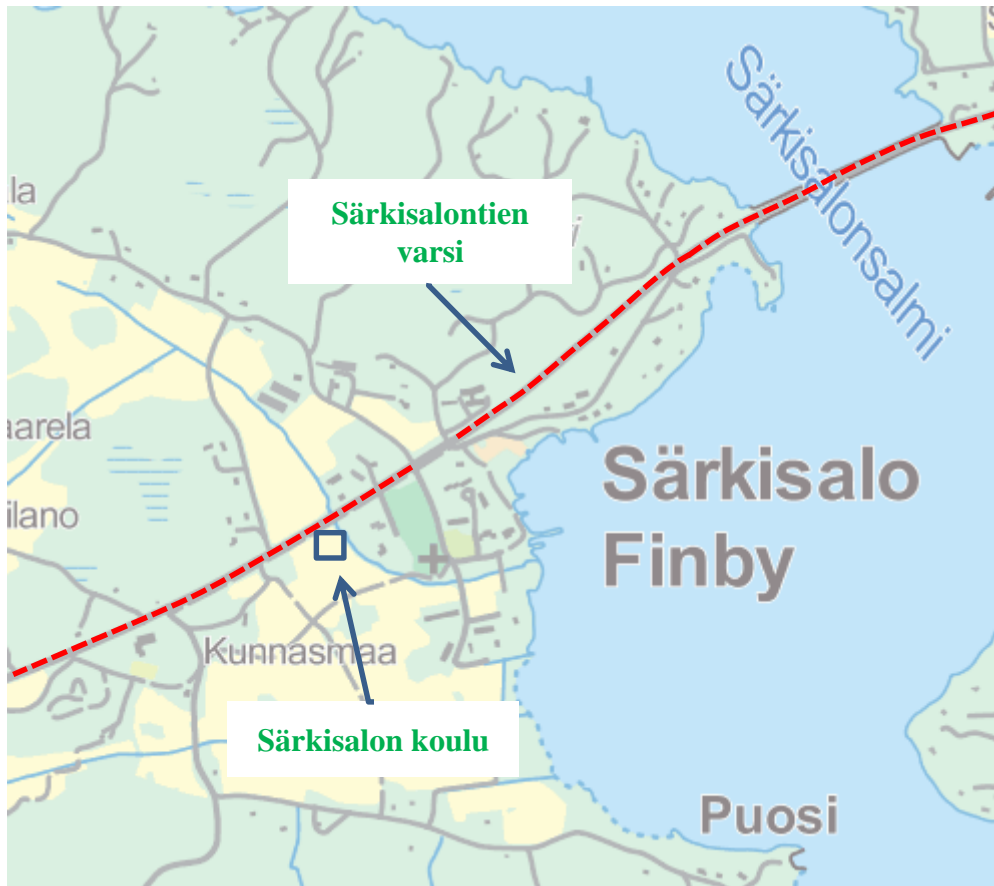 Särkisalonsalmi
la
Särkisalontien
varsi
aarela
ilano
Särkisalo
Finby
Kunnasmaa
Särkisalon koulu
Puosi